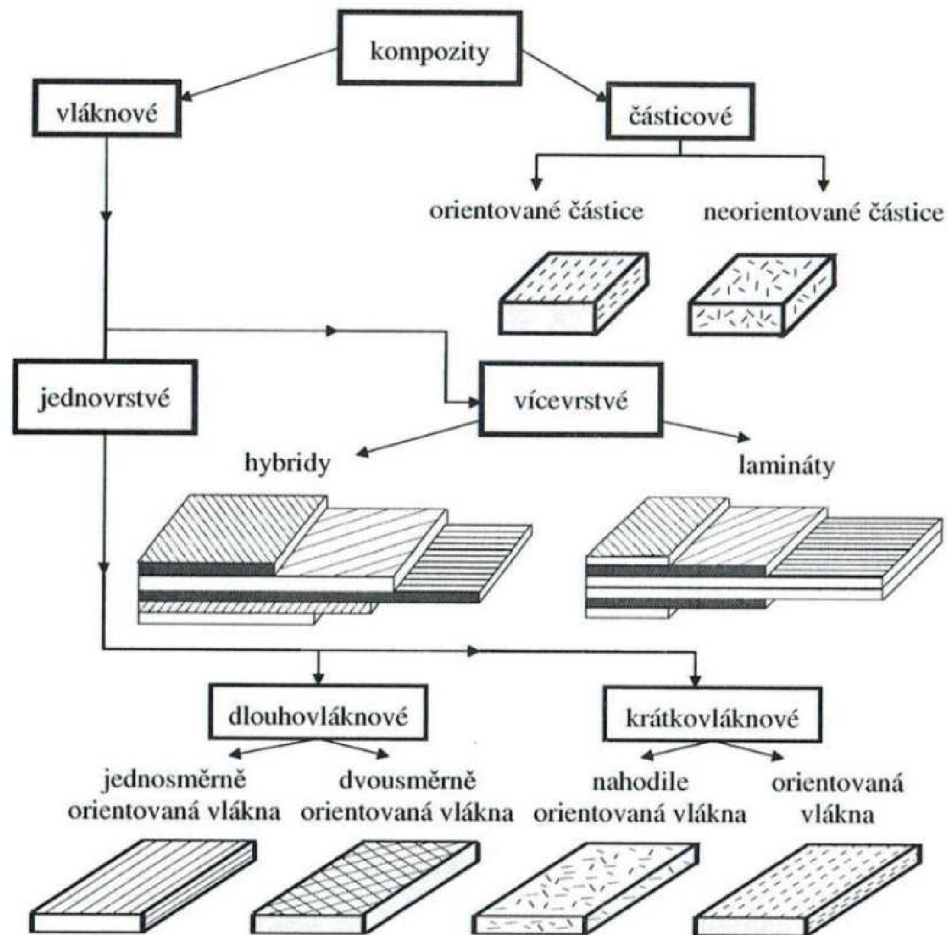 kompozity
vláknové
částicové
orientované částice
neorientované částice
jednovrstvé
vícevrstvé
hybridy
lamináty
dlouhovláknové
krátkovláknové
jednosměrně
orientovaná vlákna
dvousměrně
orientovaná vlákna
nahodile
orientovaná vlákna
orientovaná
vlákna